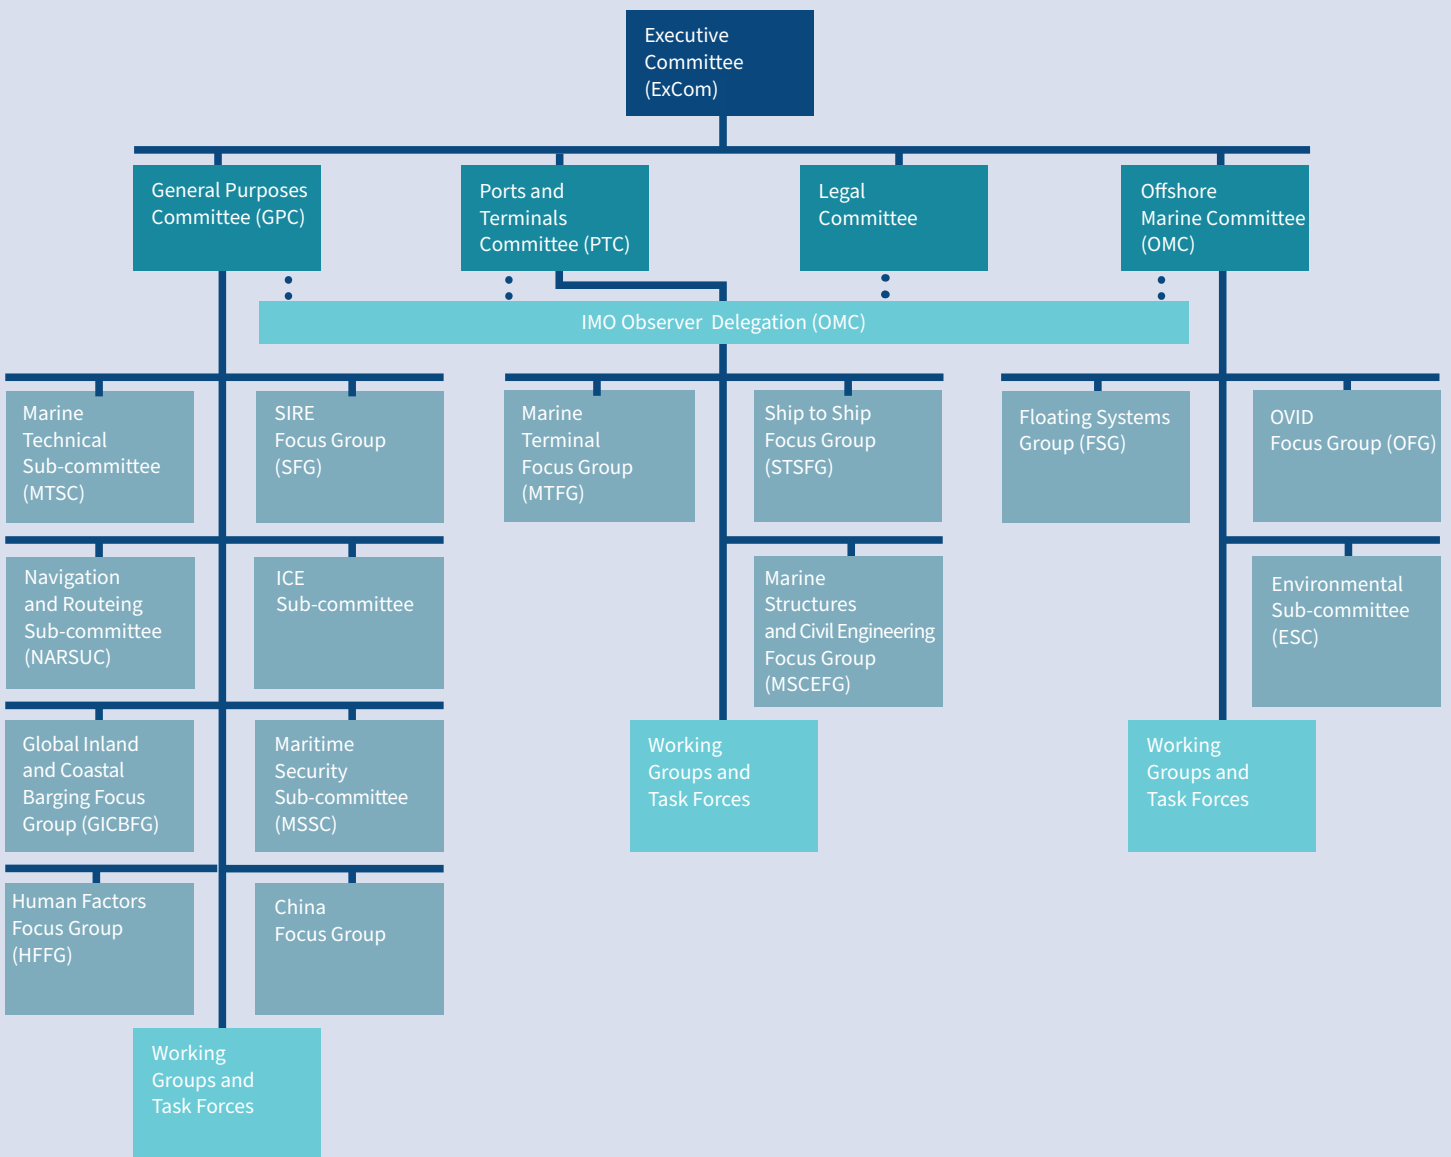 Executive
Committee
(ExCom)
General Purposes
Committee (GPC)
Ports and
Terminals
Committee (PTC)
Legal
Committee
Offshore
Marine Committee
(OMC)
IMO Observer Delegation (OMC)
Marine
Technical
Sub-committee
(MTSC)
SIRE
Focus Group
(SFG)
Marine
Terminal
Focus Group
(MTFG)
Ship to Ship
Focus Group
(STSFG)
Floating Systems
Group (FSG)
OVID
Focus Group (OFG)
Navigation
and Routeing
Sub-committee
(NARSUC)
ICE
Sub-committee
Marine
Structures
and Civil Engineering
Focus Group
(MSCEFG)
Environmental
Sub-committee
(ESC)
Global Inland
and Coastal
Barging Focus
Group (GICBFG)
Maritime
Security
Sub-committee
(MSSC)
Working
Groups and
Task Forces
Working
Groups and
Task Forces
Human Factors
Focus Group
(HFFG)
China
Focus Group
Working
Groups and
Task Forces